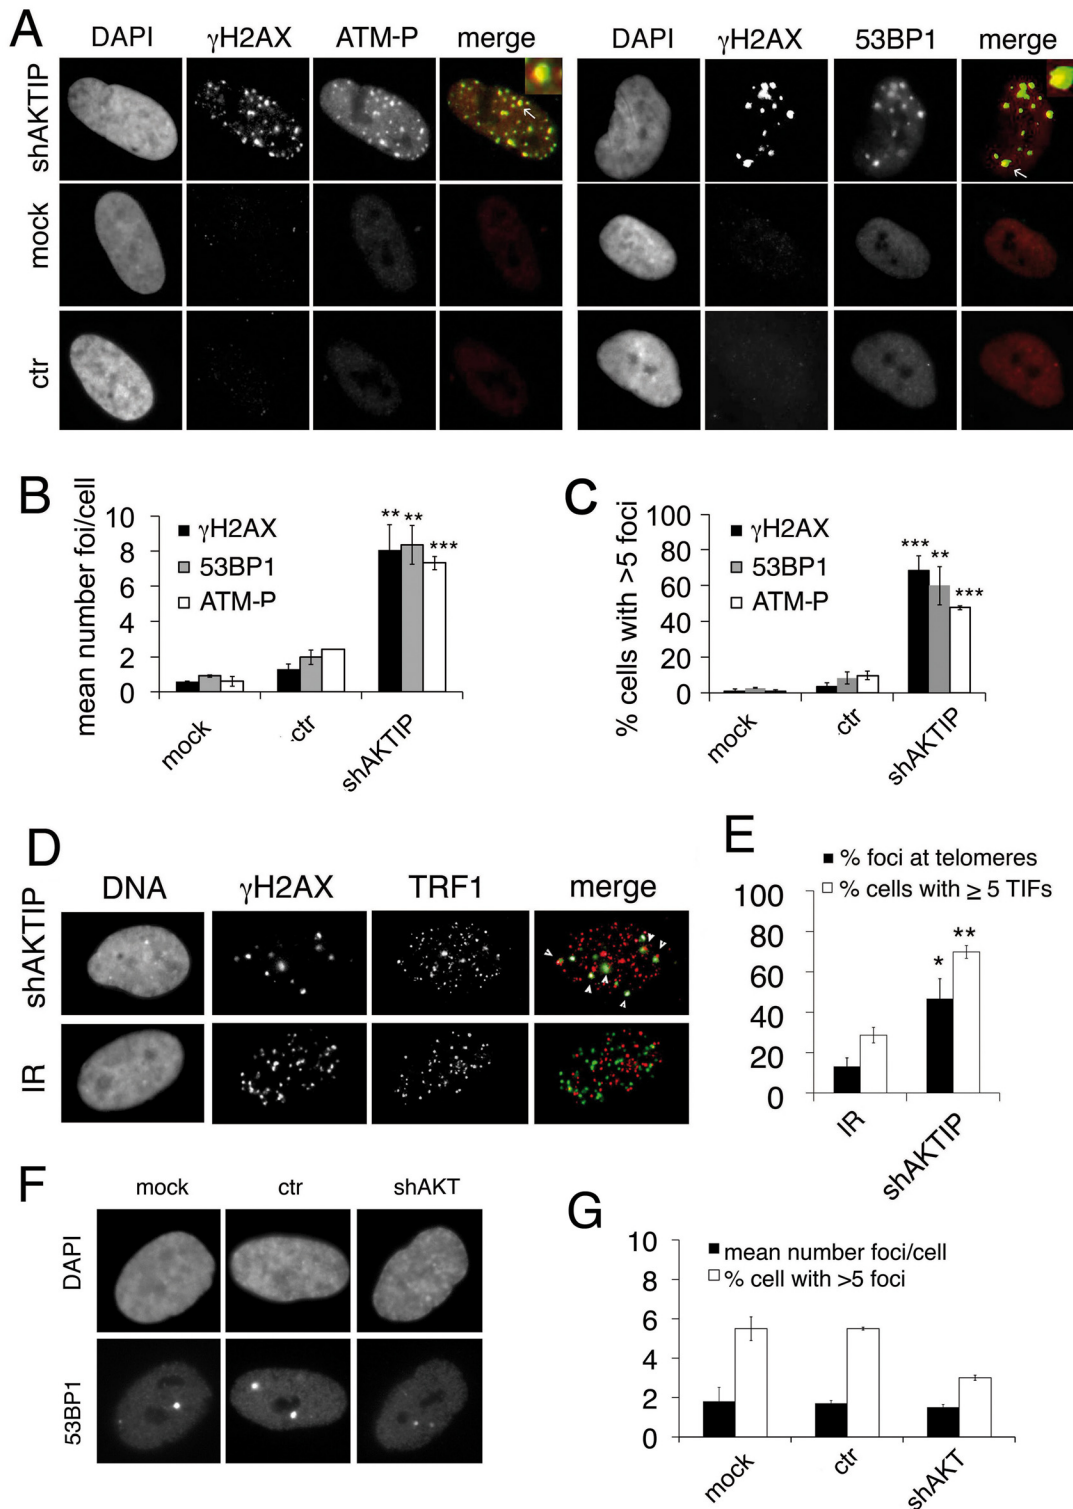 A
DAPI γH2AX ATM-P merge DAPI γH2AX 53BP1 merge
shAKTIP
mock
ctr
B
mean number foi/cell
10
8
6
4
2
0
γH2AX
53BP1
ATM-P
** ** ***
mock ctr shAKTIP
C
% cells with >5 foci
100
80
60
40
20
0
γH2AX
53BP1
ATM-P
*** ** ***
mock ctr shAKTIP
D
DNA γH2AX TRF1 merge
shAKTIP
IR
E
% foci at telomeres
% cells with ≥ 5 TIFs
100
80
60
40
20
0
* **
IR shAKTIP
F
mock ctr shAKT
DAPI
53BP1
G
mean number foci/cell
% cell with >5 foci
10
8
6
4
2
0
mock ctr shAKT